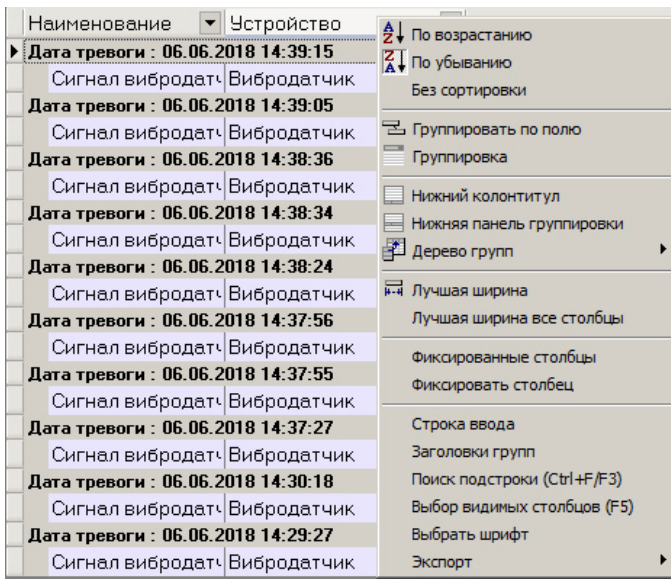 Наименование Устройство
Дата тревоги : 06.06.2018 14:39:15
Сигнал вибродатч Вибродатчик
Дата тревоги : 06.06.2018 14:39:05
Сигнал вибродатч Вибродатчик
Дата тревоги : 06.06.2018 14:38:36
Сигнал вибродатч Вибродатчик
Дата тревоги : 06.06.2018 14:38:34
Сигнал вибродатч Вибродатчик
Дата тревоги : 06.06.2018 14:38:24
Сигнал вибродатч Вибродатчик
Дата тревоги : 06.06.2018 14:37:56
Сигнал вибродатч Вибродатчик
Дата тревоги : 06.06.2018 14:37:55
Сигнал вибродатч Вибродатчик
Дата тревоги : 06.06.2018 14:37:27
Сигнал вибродатч Вибродатчик
Дата тревоги : 06.06.2018 14:30:18
Сигнал вибродатч Вибродатчик
Дата тревоги : 06.06.2018 14:29:27
Сигнал вибродатч Вибродатчик
По возрастанию
По убыванию
Без сортировки
Группировать по полю
Группировка
Нижний колонтитул
Нижняя панель группировки
Дерево групп
Лучшая ширина
Лучшая ширина все столбцы
Фиксированные столбцы
Фиксировать столбец
Строка ввода
Заголовки групп
Поиск подстроки (Ctrl+F/F3)
Выбор видимых столбцов (F5)
Выбрать шрифт
Экспорт